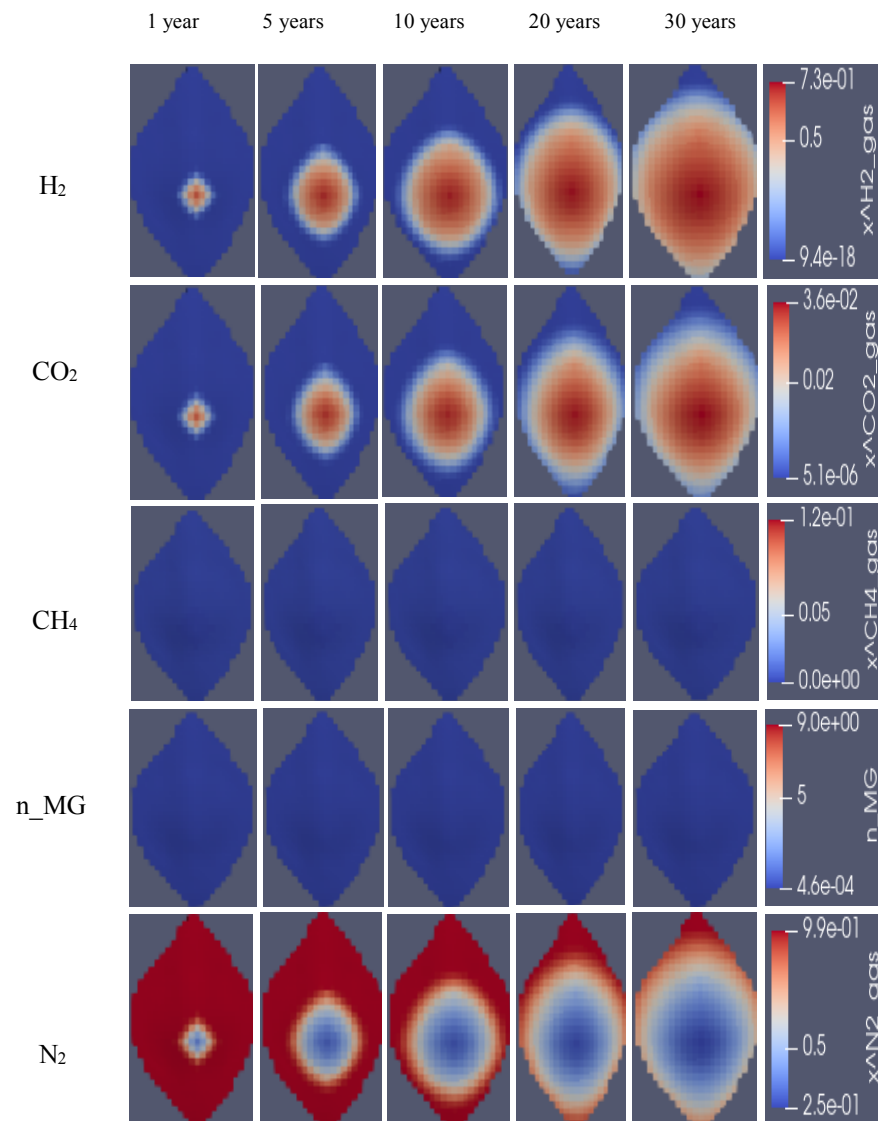 1 year 5 years 10 years 20 years 30 years
H₂
7.3e-01
0.5
9.4e-18
x^H2_gas
CO₂
3.6e-02
0.02
5.1e-06
x^CO2_gas
CH₄
1.2e-01
0.05
0.0e+00
x^CH4_gas
n_MG
9.0e+00
5
4.6e-04
n_MG
N₂
9.9e-01
0.5
2.5e-01
x^N2_gas